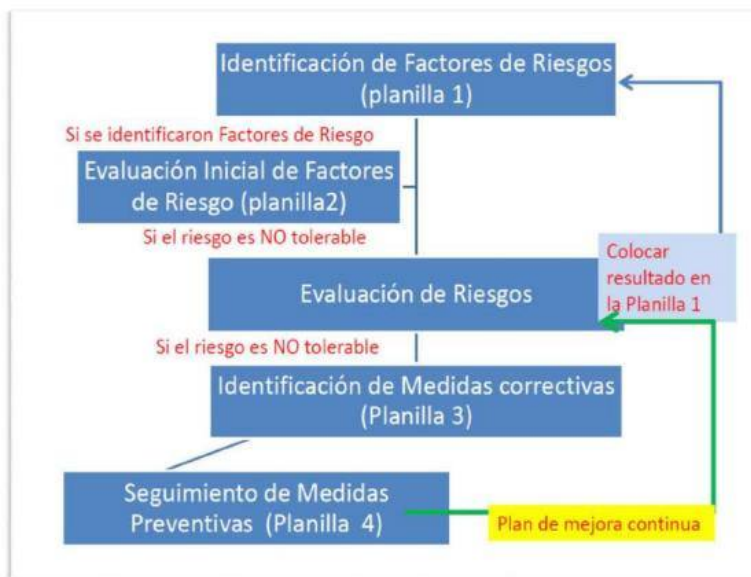 Identificación de Factores de Riesgos
(planilla 1)
Si se identificaron Factores de Riesgo
Evaluación Inicial de Factores
de Riesgo (planilla2)
Si el riesgo es NO tolerable
Colocar
resultado en
la Planilla 1
Evaluación de Riesgos
Si el riesgo es NO tolerable
Identificación de Medidas correctivas
(Planilla 3)
Seguimiento de Medidas
Preventivas (Planilla 4)
Plan de mejora continua